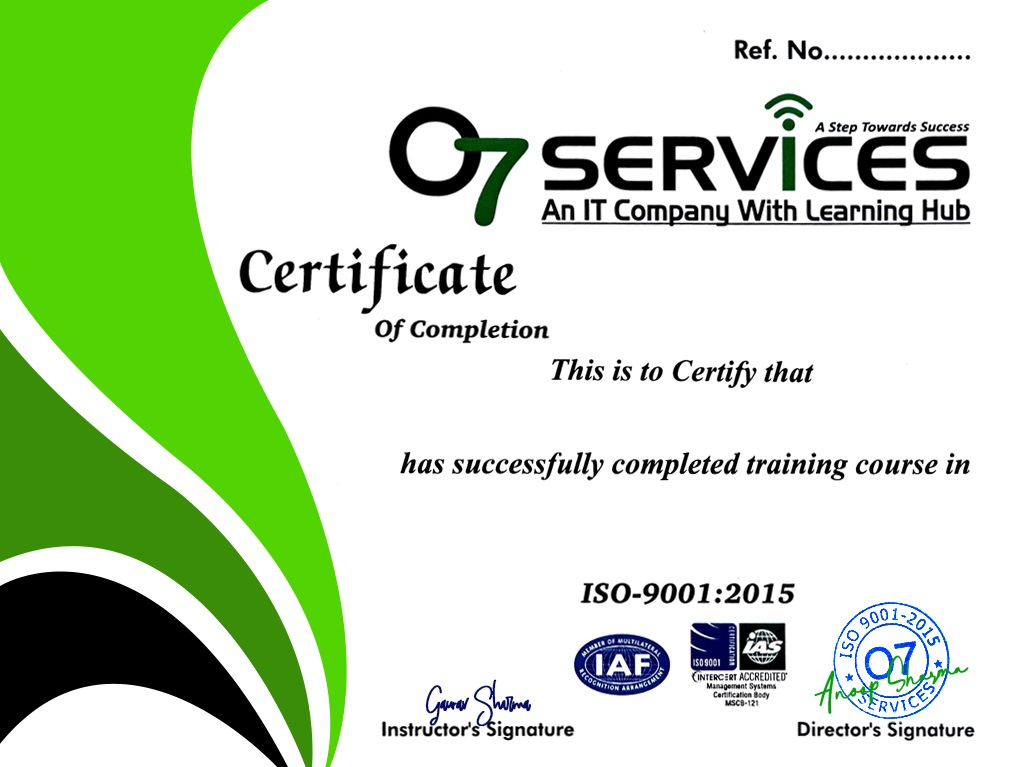 Ref. No...................
A Step Towards Success
O7 SERVICES
An IT Company With Learning Hub
Certificate
Of Completion
This is to Certify that
has successfully completed training course in
ISO-9001:2015
MEMBER OF MULTILATERAL
IAF
RECOGNITION ARRANGEMENT
CERTIFICATION
ISO 9001
iAS
INTERCERT ACCREDITED
Management Systems
Certification Body
MSCB-121
ISO 9001-2015
O7
SERVICES
Gaurav Sharma
Anoop Sharma
Instructor's Signature
Director's Signature